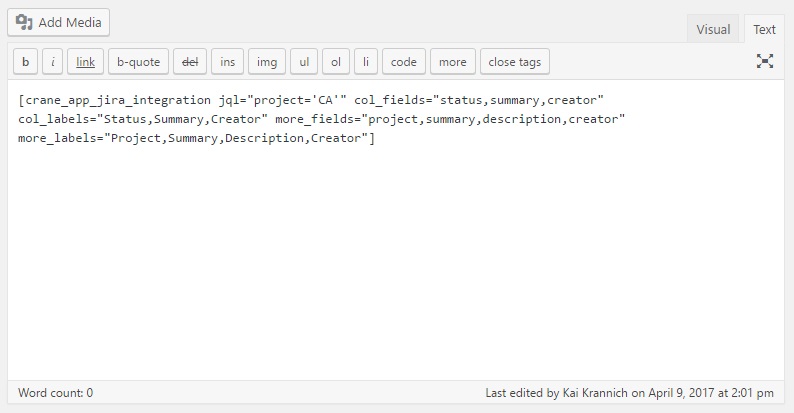 Add Media
Visual Text
b i link b-quote del ins img ul ol li code more close tags
[crane_app_jira_integration jql="project='CA'" col_fields="status,summary,creator"
col_labels="Status,Summary,Creator" more_fields="project,summary,description,creator"
more_labels="Project,Summary,Description,Creator"]
Word count: 0 Last edited by Kai Krannich on April 9, 2017 at 2:01 pm